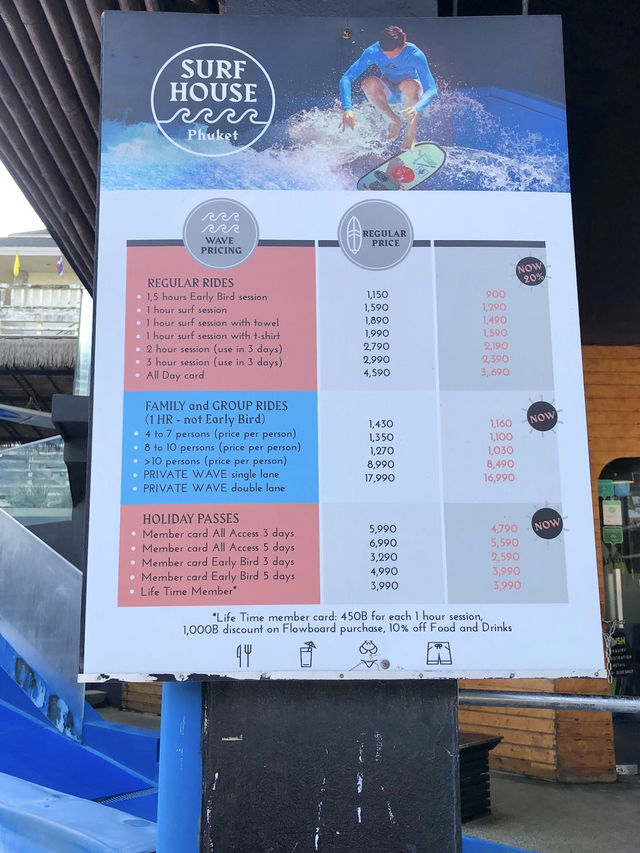 SURF
HOUSE
Phuket
WAVE
PRICING
REGULAR
PRICE
NOW
20%
REGULAR RIDES
• 1,5 hours Early Bird session 1,150 900
• 1 hour surf session 1,590 1,290
• 1 hour surf session with towel 1,890 1,490
• 1 hour surf session with t-shirt 1,990 1,590
• 2 hour session (use in 3 days) 2,790 2,190
• 3 hour session (use in 3 days) 2,990 2,390
• All Day card 4,590 3,690
NOW
FAMILY and GROUP RIDES
(1 HR - not Early Bird)
• 4 to 7 persons (price per person) 1,430 1,160
• 8 to 10 persons (price per person) 1,350 1,100
• >10 persons (price per person) 1,270 1,030
• PRIVATE WAVE single lane 8,990 8,490
• PRIVATE WAVE double lane 17,990 16,990
NOW
HOLIDAY PASSES
• Member card All Access 3 days 5,990 4,790
• Member card All Access 5 days 6,990 5,590
• Member card Early Bird 3 days 3,290 2,590
• Member card Early Bird 5 days 4,990 3,990
• Life Time Member* 3,990 3,990
*Life Time member card: 450B for each 1 hour session,
1,000B discount on Flowboard purchase, 10% off Food and Drinks